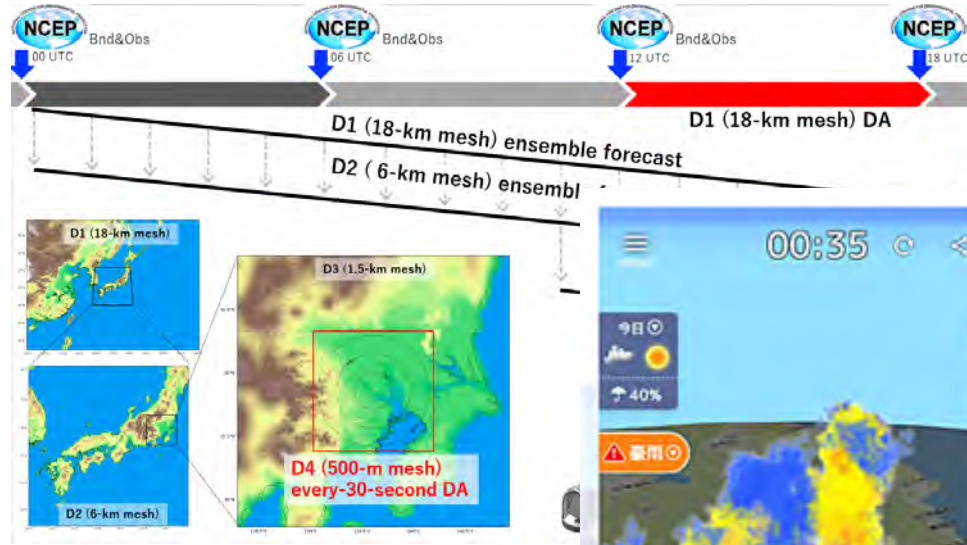 NCEP
Bnd&Obs
00 UTC
NCEP
Bnd&Obs
06 UTC
NCEP
Bnd&Obs
12 UTC
NCEP
18 UTC
D1 (18-km mesh) DA
D1 (18-km mesh) ensemble forecast
D2 ( 6-km mesh) ensembl
D1 (18-km mesh)
D2 (6-km mesh)
D3 (1.5-km mesh)
D4 (500-m mesh)
every-30-second DA
00:35
9日
40%
豪雨